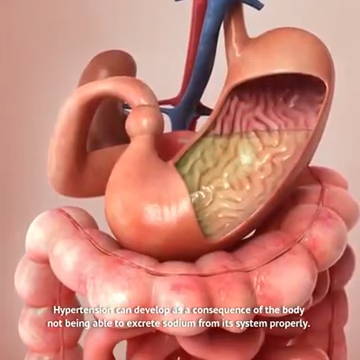 Hypertension can develop as a consequence of the body
not being able to excrete sodium from its system properly.